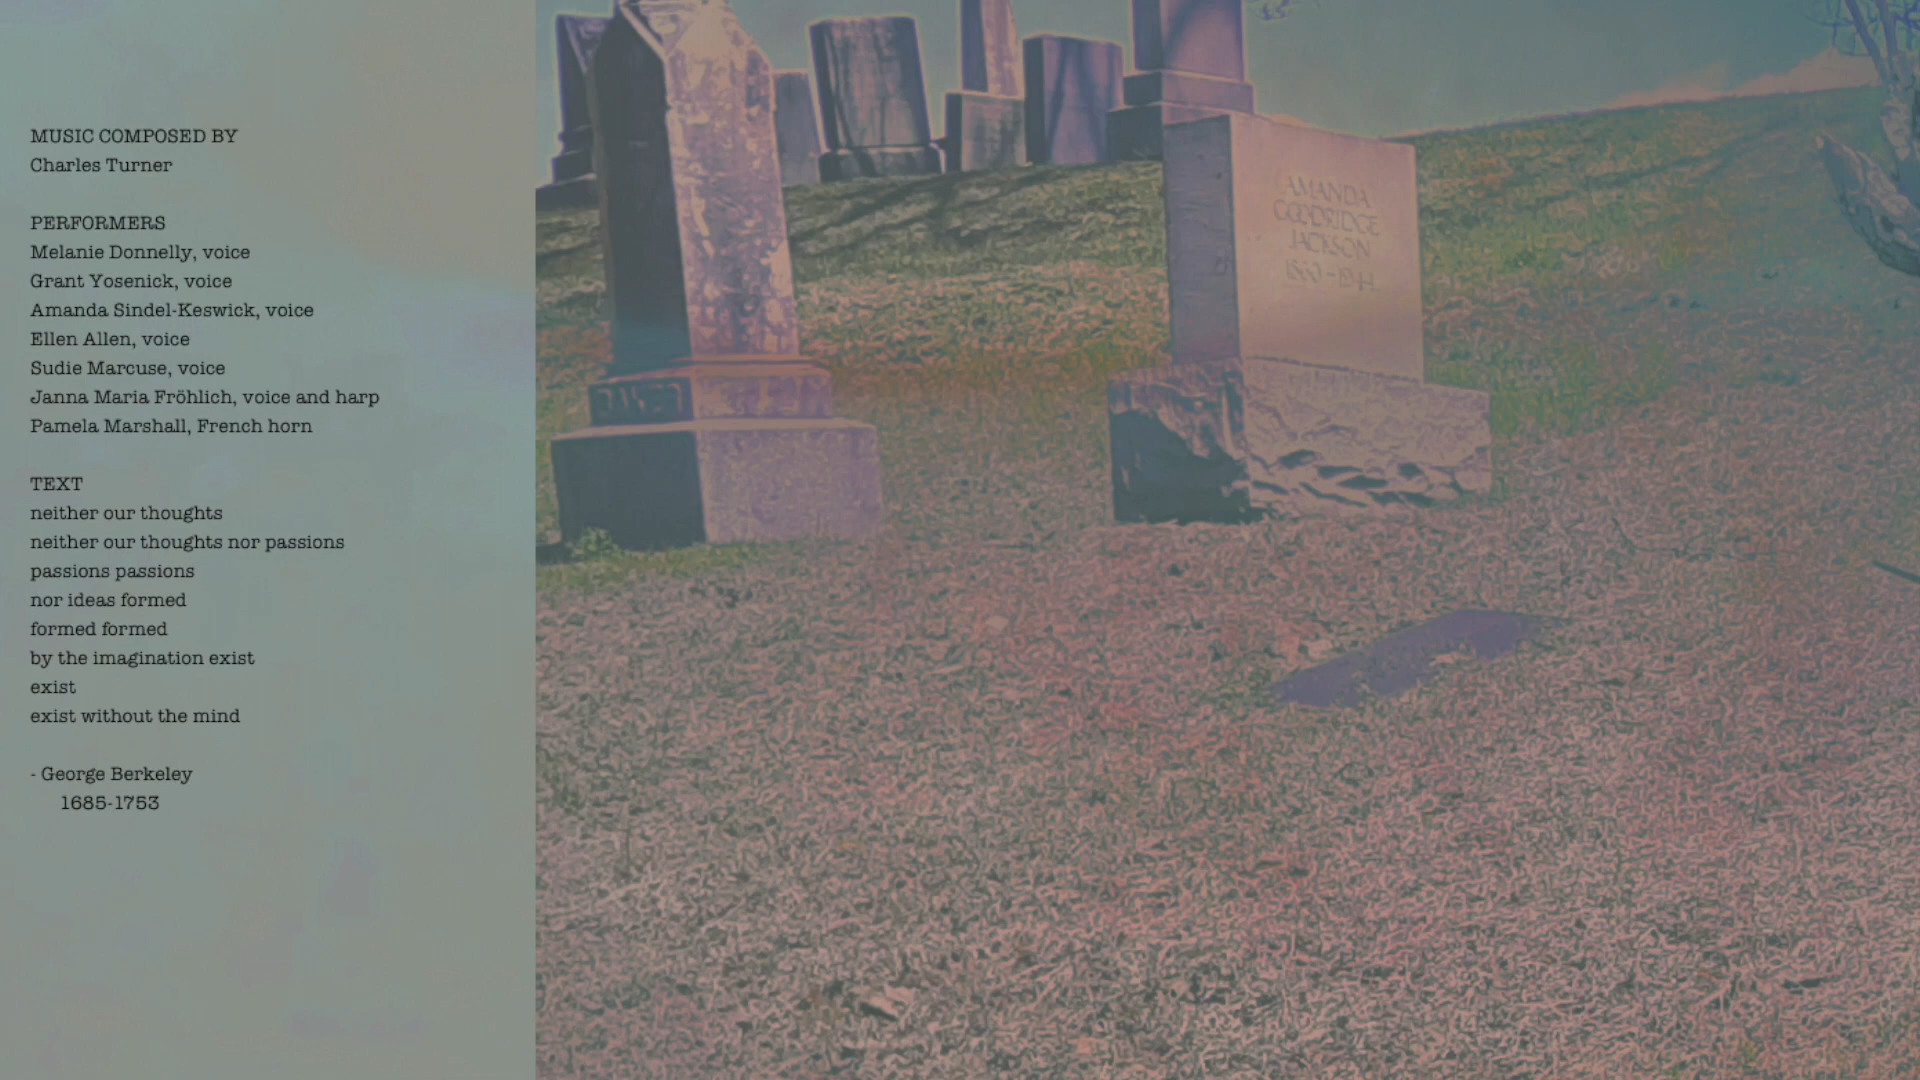 MUSIC COMPOSED BY
Charles Turner
PERFORMERS
Melanie Donnelly, voice
Grant Yosenick, voice
Amanda Sindel-Keswick, voice
Ellen Allen, voice
Sudie Marcuse, voice
Janna Maria Fröhlich, voice and harp
Pamela Marshall, French horn
TEXT
neither our thoughts
neither our thoughts nor passions
passions passions
nor ideas formed
formed formed
by the imagination exist
exist
exist without the mind
- George Berkeley
1685-1753
AMANDA
GOODRIDGE
JACKSON
1860-1944